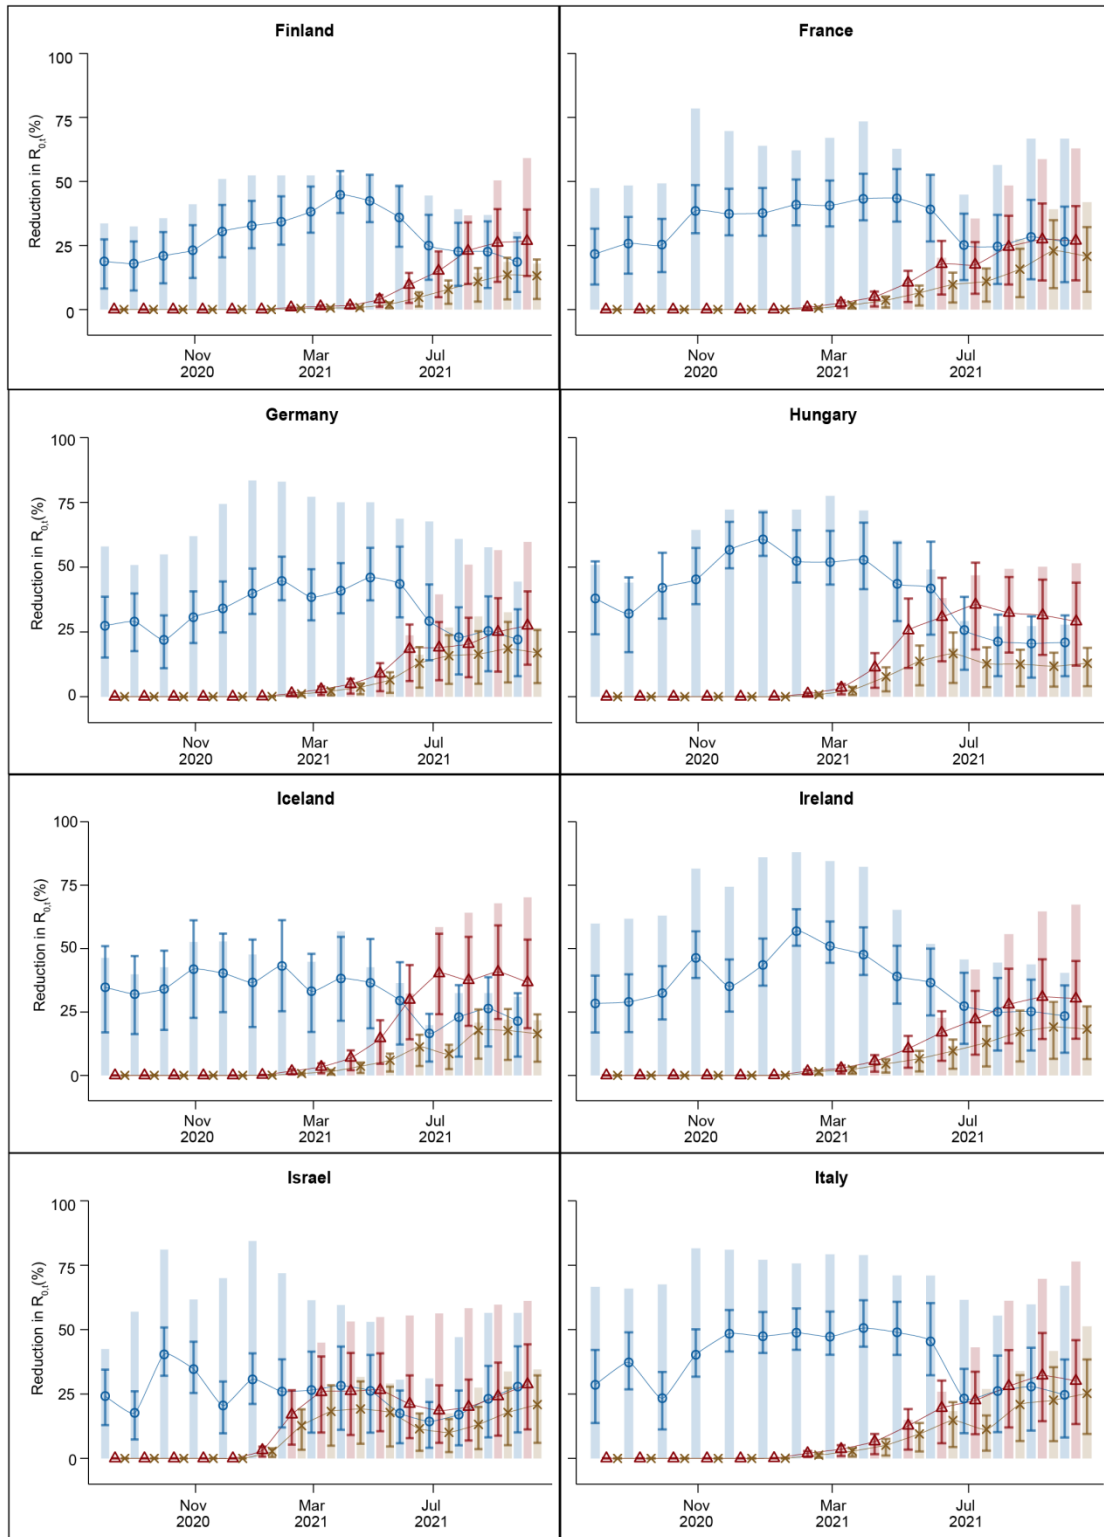 Finland
France
100
75
50
25
0
Reduction in R0,t(%)
Nov
2020
Mar
2021
Jul
2021
Nov
2020
Mar
2021
Jul
2021
Germany
Hungary
100
75
50
25
0
Reduction in R0,t(%)
Nov
2020
Mar
2021
Jul
2021
Nov
2020
Mar
2021
Jul
2021
Iceland
Ireland
100
75
50
25
0
Reduction in R0,t(%)
Nov
2020
Mar
2021
Jul
2021
Nov
2020
Mar
2021
Jul
2021
Israel
Italy
100
75
50
25
0
Reduction in R0,t(%)
Nov
2020
Mar
2021
Jul
2021
Nov
2020
Mar
2021
Jul
2021